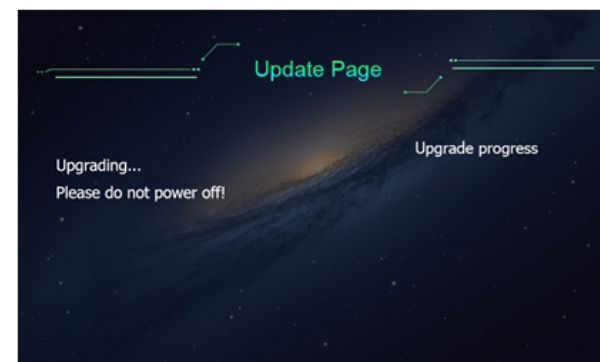 Update Page
Upgrade progress
Upgrading...
Please do not power off!